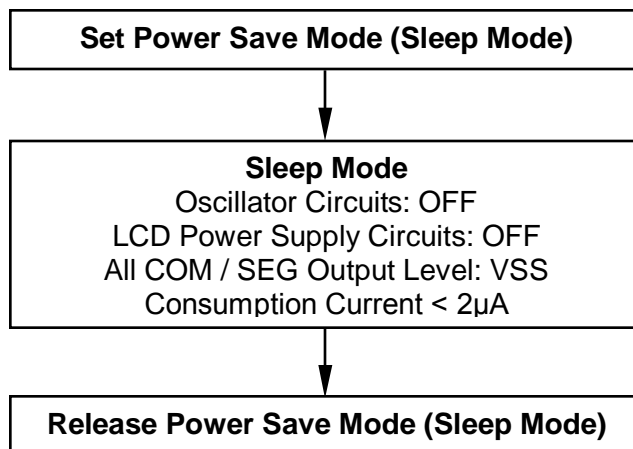 Set Power Save Mode (Sleep Mode)
Sleep Mode
Oscillator Circuits: OFF
LCD Power Supply Circuits: OFF
All COM / SEG Output Level: VSS
Consumption Current < 2µA
Release Power Save Mode (Sleep Mode)